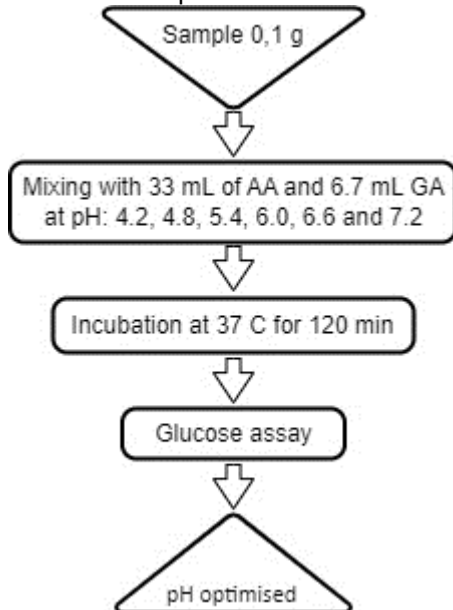 Sample 0,1 g
Mixing with 33 mL of AA and 6.7 mL GA
at pH: 4.2, 4.8, 5.4, 6.0, 6.6 and 7.2
Incubation at 37 C for 120 min
Glucose assay
pH optimised